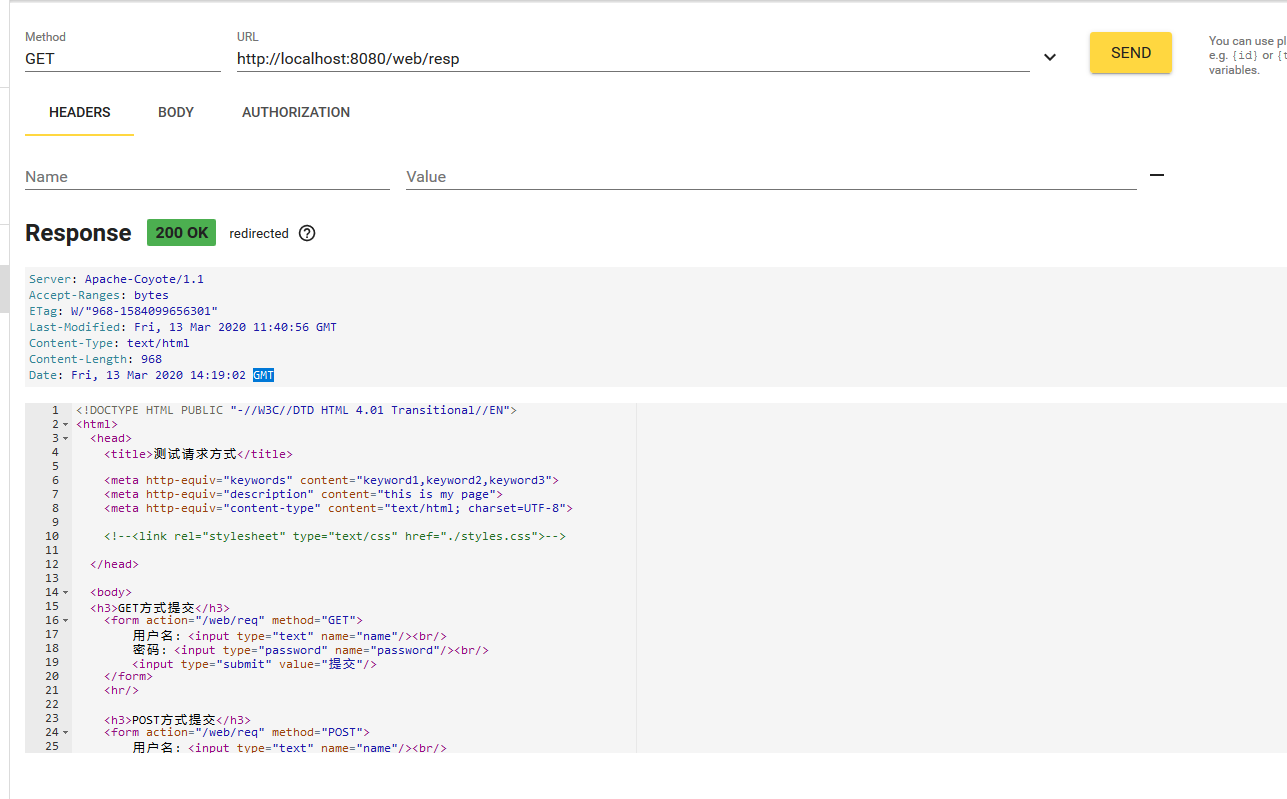 Method
GET
URL
http://localhost:8080/web/resp
SEND
You can use pl
e.g. {id} or {t
variables.
HEADERS
BODY
AUTHORIZATION
Name
Value
Response
200 OK
redirected
Server: Apache-Coyote/1.1
Accept-Ranges: bytes
ETag: W/"968-1584099656301"
Last-Modified: Fri, 13 Mar 2020 11:40:56 GMT
Content-Type: text/html
Content-Length: 968
Date: Fri, 13 Mar 2020 14:19:02 GMT
1 <!DOCTYPE HTML PUBLIC "-//W3C//DTD HTML 4.01 Transitional//EN">
2 <html>
3 <head>
4 <title>测试请求方式</title>
5
6 <meta http-equiv="keywords" content="keyword1,keyword2,keyword3">
7 <meta http-equiv="description" content="this is my page">
8 <meta http-equiv="content-type" content="text/html; charset=UTF-8">
9
10 <!--<link rel="stylesheet" type="text/css" href="./styles.css">-->
11
12 </head>
13
14 <body>
15 <h3>GET方式提交</h3>
16 <form action="/web/req" method="GET">
17 用户名: <input type="text" name="name"/><br/>
18 密码: <input type="password" name="password"/><br/>
19 <input type="submit" value="提交"/>
20 </form>
21 <hr/>
22
23 <h3>POST方式提交</h3>
24 <form action="/web/req" method="POST">
25 用户名: <input type="text" name="name"/><br/>